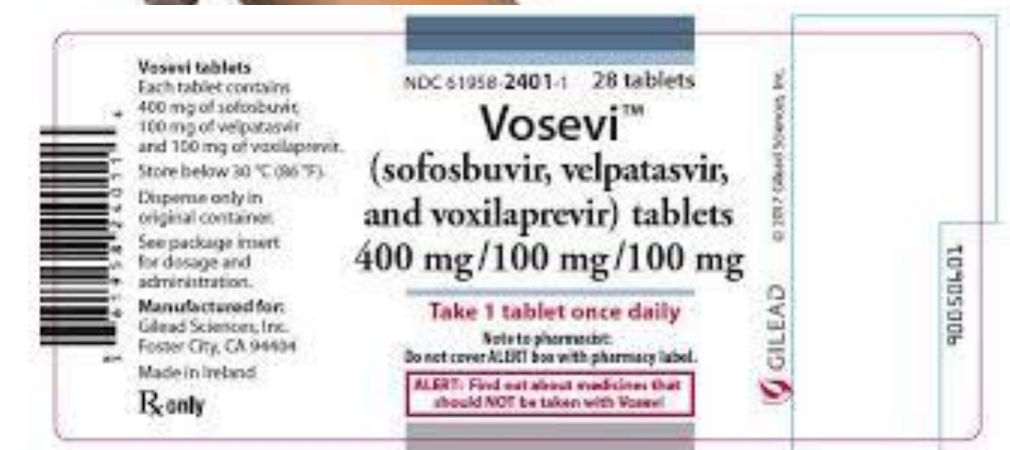 Vosevi tablets
Each tablet contains
400 mg of sofosbuvir,
100 mg of velpatasvir
and 100 mg of voxilaprevir.
Store below 30 °C (86 °F).
Dispense only in
original container.
See package insert
for dosage and
administration.
Manufactured for:
Gilead Sciences, Inc.
Foster City, CA 94404
Made in Ireland
Rx only
NDC 61958-2401-1 28 tablets
Vosevi™
(sofosbuvir, velpatasvir,
and voxilaprevir) tablets
400 mg/100 mg/100 mg
Take 1 tablet once daily
Note to pharmacist:
Do not cover ALERT box with pharmacy label.
ALERT: Find out about medicines that
should NOT be taken with Vosevi
© 2017 Gilead Sciences, Inc.
GILEAD